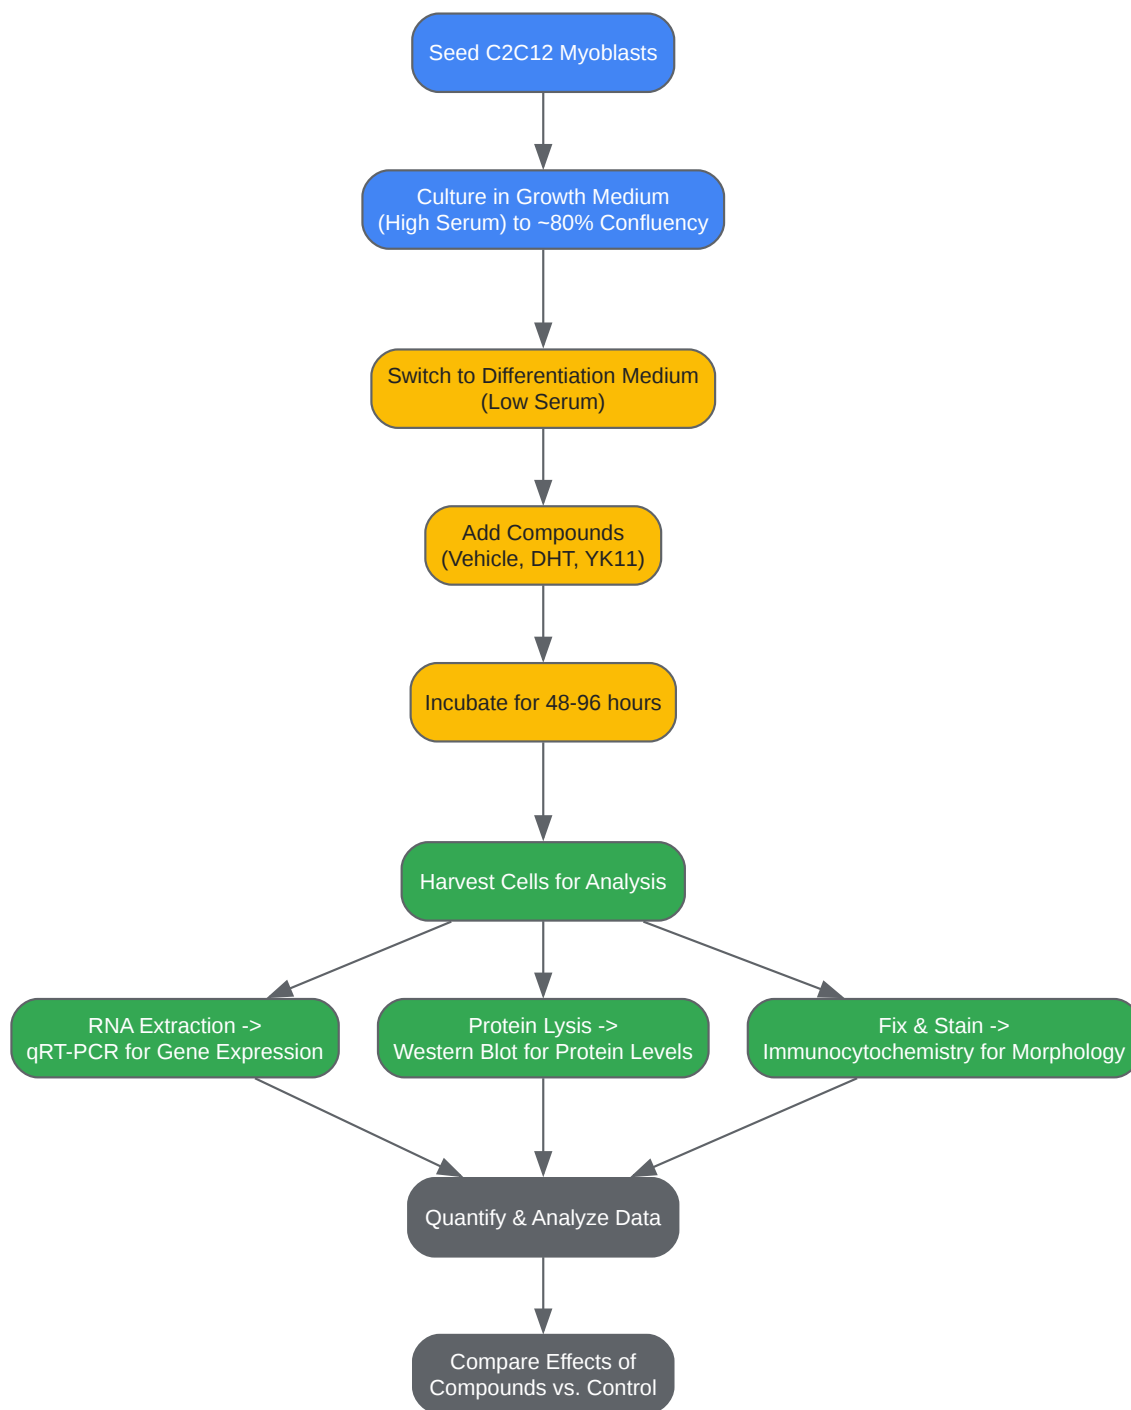 Seed C2C12 Myoblasts
Culture in Growth Medium
(High Serum) to ~80% Confluency
Switch to Differentiation Medium
(Low Serum)
Add Compounds
(Vehicle, DHT, YK11)
Incubate for 48-96 hours
Harvest Cells for Analysis
RNA Extraction ->
qRT-PCR for Gene Expression
Protein Lysis ->
Western Blot for Protein Levels
Fix & Stain ->
Immunocytochemistry for Morphology
Quantify & Analyze Data
Compare Effects of
Compounds vs. Control